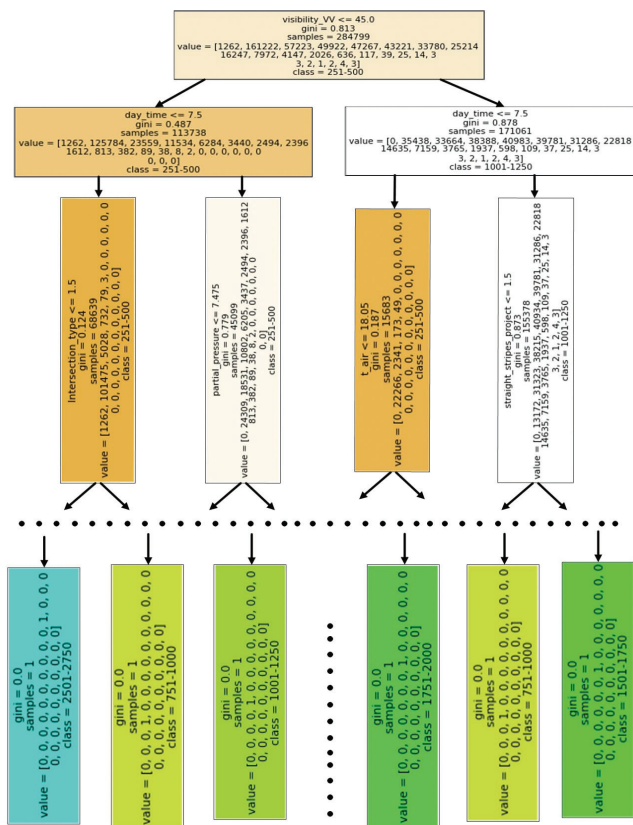 visibility_VV <= 45.0
gini = 0.813
samples = 284799
value = [1262, 161222, 57223, 49922, 47267, 43221, 33780, 25214
16247, 7972, 4147, 2026, 636, 117, 39, 25, 14, 3
3, 2, 1, 2, 4, 3]
class = 251-500
day_time <= 7.5
gini = 0.487
samples = 113738
value = [1262, 125784, 23559, 11534, 6284, 3440, 2494, 2396
1612, 813, 382, 89, 38, 8, 2, 0, 0, 0, 0, 0, 0
0, 0, 0]
class = 251-500
day_time <= 7.5
gini = 0.878
samples = 171061
value = [0, 35438, 33664, 38388, 40983, 39781, 31286, 22818
14635, 7159, 3765, 1937, 598, 109, 37, 25, 14, 3
3, 2, 1, 2, 4, 3]
class = 1001-1250
Intersection_type <= 1.5
gini = 0.124
samples = 68639
value = [1262, 101475, 5028, 732, 79, 3, 0, 0, 0, 0, 0
0, 0, 0, 0, 0, 0, 0, 0, 0, 0, 0, 0, 0]
class = 251-500
partial_pressure <= 7.475
gini = 0.779
samples = 45099
value = [0, 24309, 18531, 10802, 6205, 3437, 2494, 2396, 1612
813, 382, 89, 38, 8, 2, 0, 0, 0, 0, 0, 0, 0
0, 0]
class = 251-500
t_air <= 18.05
gini = 0.187
samples = 15683
value = [0, 22266, 2341, 173, 49, 0, 0, 0, 0, 0, 0
0, 0, 0, 0, 0, 0, 0, 0, 0, 0, 0, 0, 0]
class = 251-500
straight_stripes_project <= 1.5
gini = 0.873
samples = 155378
value = [0, 13172, 31323, 38215, 40934, 39781, 31286, 22818
14635, 7159, 3765, 1937, 598, 109, 37, 25, 14, 3
3, 2, 1, 2, 4, 3]
class = 1001-1250
gini = 0.0
samples = 1
value = [0, 0, 0, 0, 0, 0, 0, 0, 0, 0, 1, 0, 0, 0
0, 0, 0, 0, 0, 0, 0, 0, 0, 0]
class = 2501-2750
gini = 0.0
samples = 1
value = [0, 0, 0, 1, 0, 0, 0, 0, 0, 0, 0, 0, 0, 0
0, 0, 0, 0, 0, 0, 0, 0, 0, 0]
class = 751-1000
gini = 0.0
samples = 1
value = [0, 0, 0, 0, 1, 0, 0, 0, 0, 0, 0, 0, 0, 0
0, 0, 0, 0, 0, 0, 0, 0, 0, 0]
class = 1001-1250
gini = 0.0
samples = 1
value = [0, 0, 0, 0, 0, 0, 0, 1, 0, 0, 0, 0, 0, 0
0, 0, 0, 0, 0, 0, 0, 0, 0, 0]
class = 1751-2000
gini = 0.0
samples = 1
value = [0, 0, 0, 1, 0, 0, 0, 0, 0, 0, 0, 0, 0, 0
0, 0, 0, 0, 0, 0, 0, 0, 0, 0]
class = 751-1000
gini = 0.0
samples = 1
value = [0, 0, 0, 0, 0, 0, 1, 0, 0, 0, 0, 0, 0, 0
0, 0, 0, 0, 0, 0, 0, 0, 0, 0]
class = 1501-1750